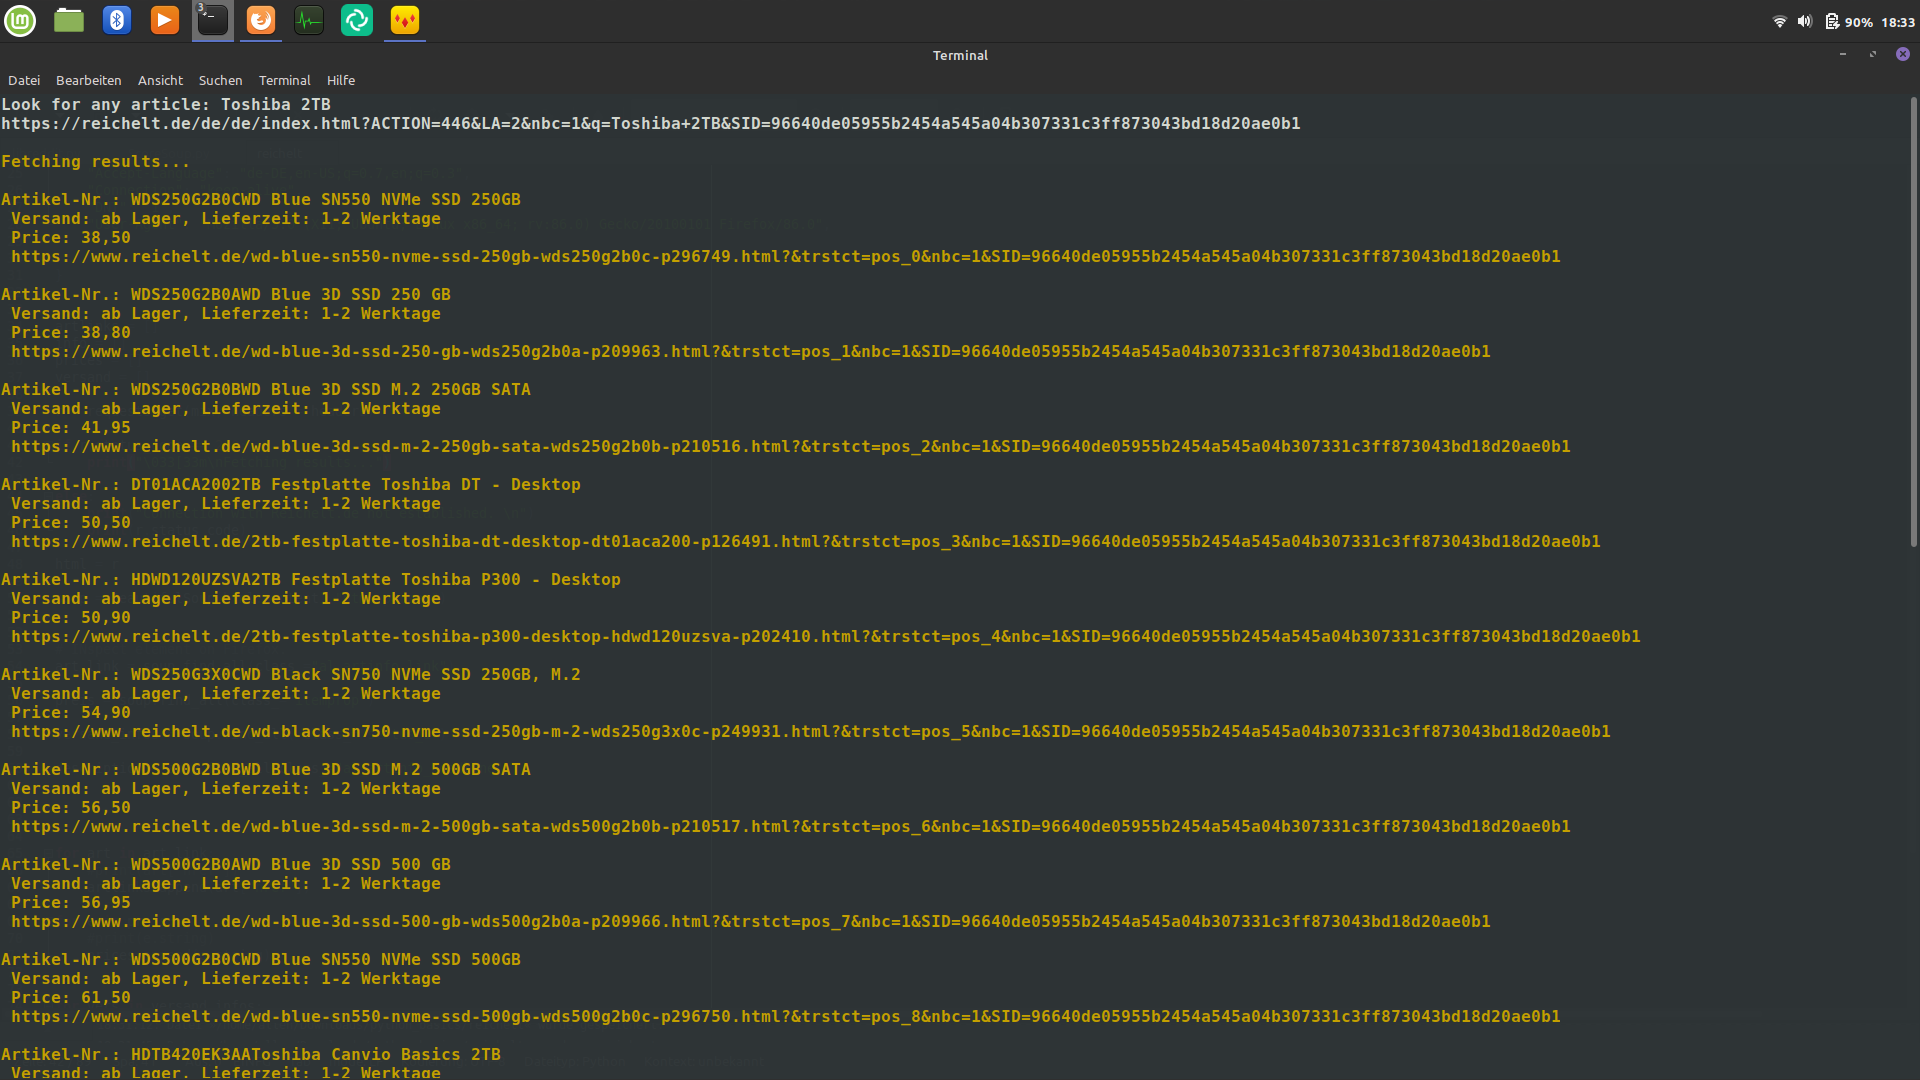 3
90% 18:33
Terminal
Datei Bearbeiten Ansicht Suchen Terminal Hilfe
Look for any article: Toshiba 2TB
https://reichelt.de/de/de/index.html?ACTION=446&LA=2&nbc=1&q=Toshiba+2TB&SID=96640de05955b2454a545a04b307331c3ff873043bd18d20ae0b1
Fetching results...
Artikel-Nr.: WDS250G2B0CWD Blue SN550 NVMe SSD 250GB
Versand: ab Lager, Lieferzeit: 1-2 Werktage
Price: 38,50
https://www.reichelt.de/wd-blue-sn550-nvme-ssd-250gb-wds250g2b0c-p296749.html?&trstct=pos_0&nbc=1&SID=96640de05955b2454a545a04b307331c3ff873043bd18d20ae0b1
Artikel-Nr.: WDS250G2B0AWD Blue 3D SSD 250 GB
Versand: ab Lager, Lieferzeit: 1-2 Werktage
Price: 38,80
https://www.reichelt.de/wd-blue-3d-ssd-250-gb-wds250g2b0a-p209963.html?&trstct=pos_1&nbc=1&SID=96640de05955b2454a545a04b307331c3ff873043bd18d20ae0b1
Artikel-Nr.: WDS250G2B0BWD Blue 3D SSD M.2 250GB SATA
Versand: ab Lager, Lieferzeit: 1-2 Werktage
Price: 41,95
https://www.reichelt.de/wd-blue-3d-ssd-m-2-250gb-sata-wds250g2b0b-p210516.html?&trstct=pos_2&nbc=1&SID=96640de05955b2454a545a04b307331c3ff873043bd18d20ae0b1
Artikel-Nr.: DT01ACA2002TB Festplatte Toshiba DT - Desktop
Versand: ab Lager, Lieferzeit: 1-2 Werktage
Price: 50,50
https://www.reichelt.de/2tb-festplatte-toshiba-dt-desktop-dt01aca200-p126491.html?&trstct=pos_3&nbc=1&SID=96640de05955b2454a545a04b307331c3ff873043bd18d20ae0b1
Artikel-Nr.: HDWD120UZSVA2TB Festplatte Toshiba P300 - Desktop
Versand: ab Lager, Lieferzeit: 1-2 Werktage
Price: 50,90
https://www.reichelt.de/2tb-festplatte-toshiba-p300-desktop-hdwd120uzsva-p202410.html?&trstct=pos_4&nbc=1&SID=96640de05955b2454a545a04b307331c3ff873043bd18d20ae0b1
Artikel-Nr.: WDS250G3X0CWD Black SN750 NVMe SSD 250GB, M.2
Versand: ab Lager, Lieferzeit: 1-2 Werktage
Price: 54,90
https://www.reichelt.de/wd-black-sn750-nvme-ssd-250gb-m-2-wds250g3x0c-p249931.html?&trstct=pos_5&nbc=1&SID=96640de05955b2454a545a04b307331c3ff873043bd18d20ae0b1
Artikel-Nr.: WDS500G2B0BWD Blue 3D SSD M.2 500GB SATA
Versand: ab Lager, Lieferzeit: 1-2 Werktage
Price: 56,50
https://www.reichelt.de/wd-blue-3d-ssd-m-2-500gb-sata-wds500g2b0b-p210517.html?&trstct=pos_6&nbc=1&SID=96640de05955b2454a545a04b307331c3ff873043bd18d20ae0b1
Artikel-Nr.: WDS500G2B0AWD Blue 3D SSD 500 GB
Versand: ab Lager, Lieferzeit: 1-2 Werktage
Price: 56,95
https://www.reichelt.de/wd-blue-3d-ssd-500-gb-wds500g2b0a-p209966.html?&trstct=pos_7&nbc=1&SID=96640de05955b2454a545a04b307331c3ff873043bd18d20ae0b1
Artikel-Nr.: WDS500G2B0CWD Blue SN550 NVMe SSD 500GB
Versand: ab Lager, Lieferzeit: 1-2 Werktage
Price: 61,50
https://www.reichelt.de/wd-blue-sn550-nvme-ssd-500gb-wds500g2b0c-p296750.html?&trstct=pos_8&nbc=1&SID=96640de05955b2454a545a04b307331c3ff873043bd18d20ae0b1
Artikel-Nr.: HDTB420EK3AAToshiba Canvio Basics 2TB
Versand: ab Lager, Lieferzeit: 1-2 Werktage